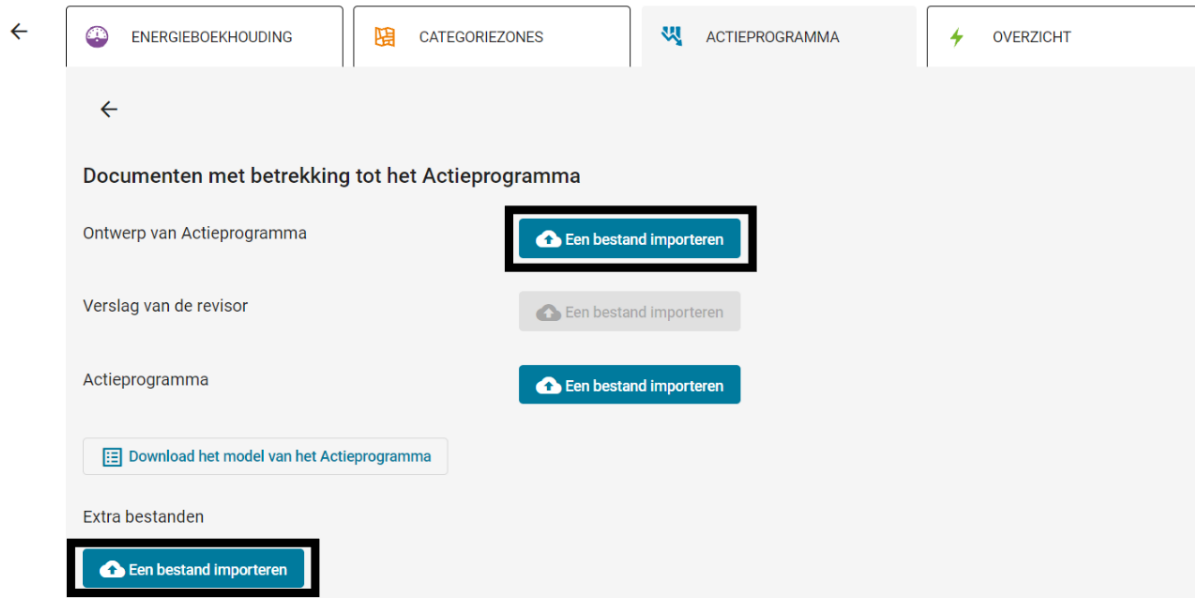 ENERGIEBOEKHOUDING
CATEGORIEZONES
ACTIEPROGRAMMA
OVERZICHT
Documenten met betrekking tot het Actieprogramma
Ontwerp van Actieprogramma
Een bestand importeren
Verslag van de revisor
Een bestand importeren
Actieprogramma
Een bestand importeren
Download het model van het Actieprogramma
Extra bestanden
Een bestand importeren